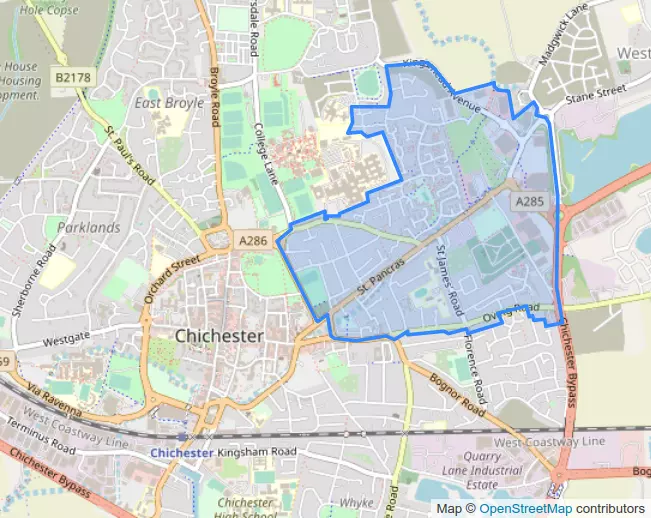 ole Copse
rsdale Road
Madgwick Lane
West
House
Housing
opment.
B2178
Kingsmead Avenue
Stane Street
East Broyle
Broyle Road
College Lane
St. Paul's Road
A285
Parklands
A286
Sherborne Road
Orchard Street
St. Pancras
St James' Road
Oving Road
Westgate
Chichester
Chichester Bypass
Florence Road
59
Via Ravenna
Bognor Road
West Coastway Line
Terminus Road
West Coastway Line
Chichester
Kingsham Road
Quarry
Lane Industrial
Estate
Bog
Chichester Bypass
Chichester
High School
Whyke
le Road
Map © OpenStreetMap contributors